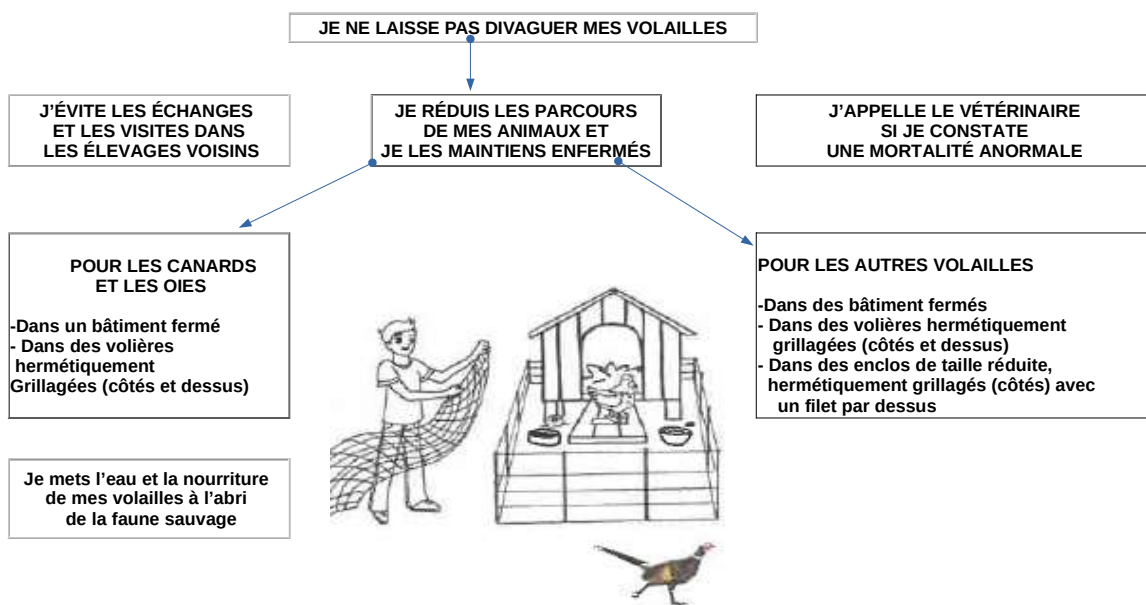 JE NE LAISSE PAS DIVAGUER MES VOLAILLES
J'ÉVITE LES ÉCHANGES
ET LES VISITES DANS
LES ÉLEVAGES VOISINS
JE RÉDUIS LES PARCOURS
DE MES ANIMAUX ET
JE LES MAINTIENS ENFERMÉS
J'APPELLE LE VÉTÉRINAIRE
SI JE CONSTATE
UNE MORTALITÉ ANORMALE
POUR LES CANARDS
ET LES OIES
-Dans un bâtiment fermé
- Dans des volières
hermétiquement
Grillagées (côtés et dessus)
POUR LES AUTRES VOLAILLES
-Dans des bâtiment fermés
- Dans des volières hermétiquement
grillagées (côtés et dessus)
- Dans des enclos de taille réduite,
hermétiquement grillagés (côtés) avec
un filet par dessus
Je mets l'eau et la nourriture
de mes volailles à l'abri
de la faune sauvage